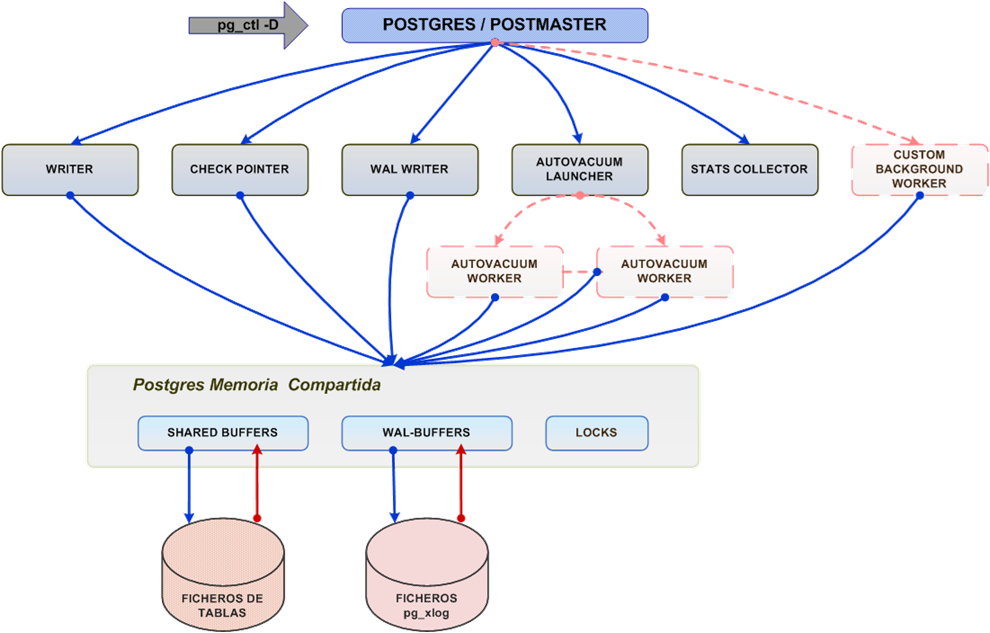 pg_ctl -D
POSTGRES / POSTMASTER
WRITER
CHECK POINTER
WAL WRITER
AUTOVACUUM
LAUNCHER
STATS COLLECTOR
CUSTOM
BACKGROUND
WORKER
AUTOVACUUM
WORKER
AUTOVACUUM
WORKER
Postgres Memoria Compartida
SHARED BUFFERS
WAL-BUFFERS
LOCKS
FICHEROS DE
TABLAS
FICHEROS
pg_xlog